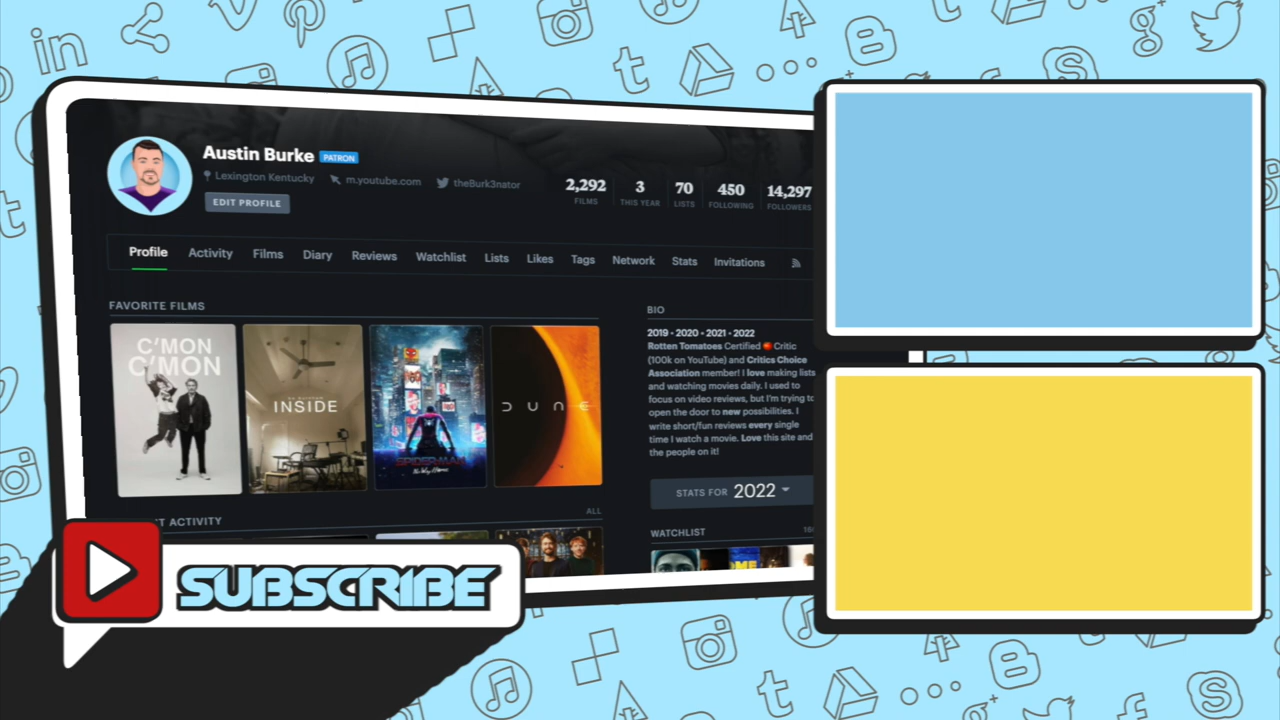 Austin Burke PATRON
Lexington Kentucky m.youtube.com theBurk3nator
EDIT PROFILE
2,292 3 70 450 14,297
FILMS THIS YEAR LISTS FOLLOWING FOLLOWERS
Profile Activity Films Diary Reviews Watchlist Lists Likes Tags Network Stats Invitations
FAVORITE FILMS
C'MON
C'MON
INSIDE
SPIDER-MAN
DUNE
BIO
2019 - 2020 - 2021 - 2022
Rotten Tomatoes Certified Critic
(100k on YouTube) and Critics Choice
Association member! I love making lists
and watching movies daily. I used to
focus on video reviews, but I'm trying to
open the door to new possibilities. I
write short/fun reviews every single
time I watch a movie. Love this site and
the people on it!
STATS FOR 2022
T ACTIVITY ALL
WATCHLIST
SUBSCRIBE